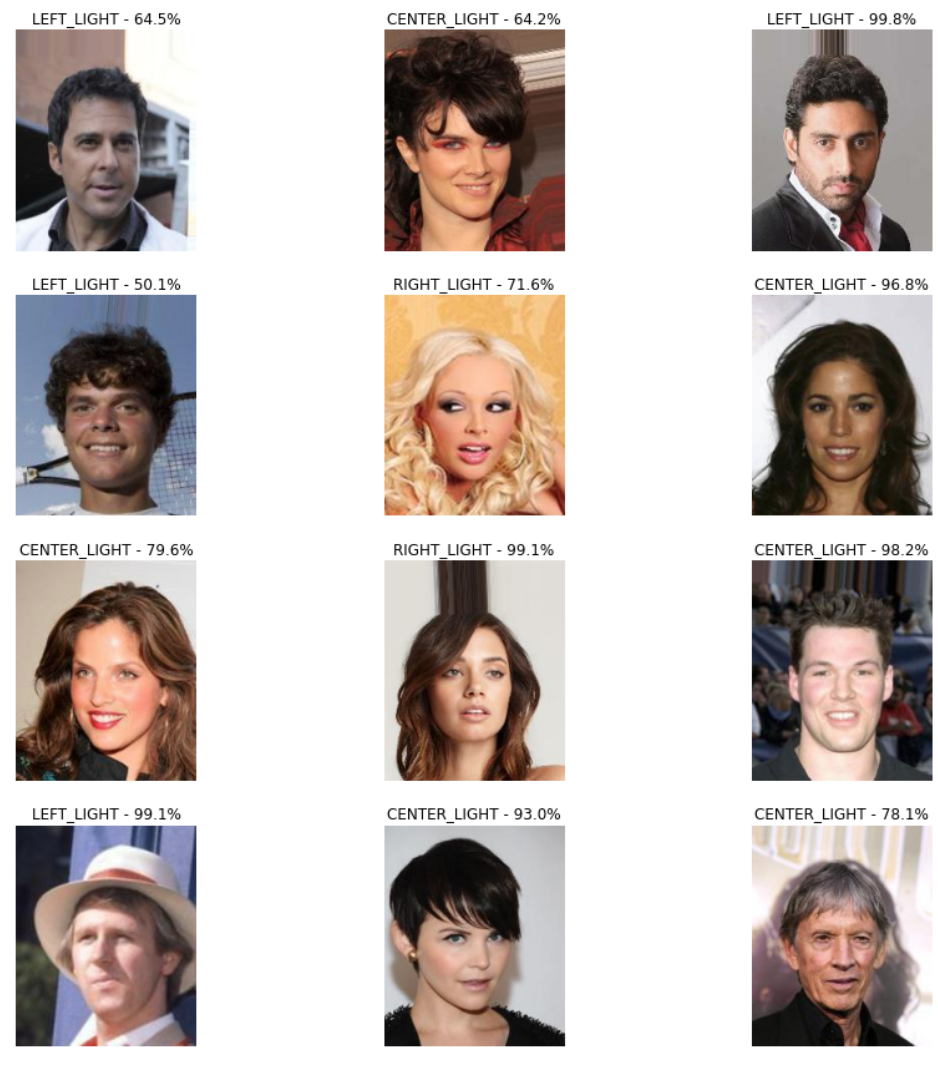 LEFT_LIGHT - 64.5%
CENTER_LIGHT - 64.2%
LEFT_LIGHT - 99.8%
LEFT_LIGHT - 50.1%
RIGHT_LIGHT - 71.6%
CENTER_LIGHT - 96.8%
CENTER_LIGHT - 79.6%
RIGHT_LIGHT - 99.1%
CENTER_LIGHT - 98.2%
LEFT_LIGHT - 99.1%
CENTER_LIGHT - 93.0%
CENTER_LIGHT - 78.1%